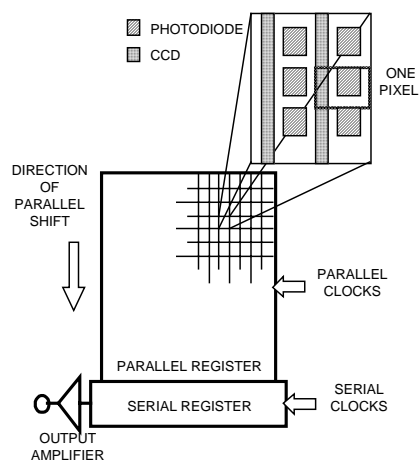 PHOTODIODE
CCD
ONE
PIXEL
DIRECTION
OF
PARALLEL
SHIFT
PARALLEL
CLOCKS
PARALLEL REGISTER
SERIAL REGISTER
SERIAL
CLOCKS
OUTPUT
AMPLIFIER